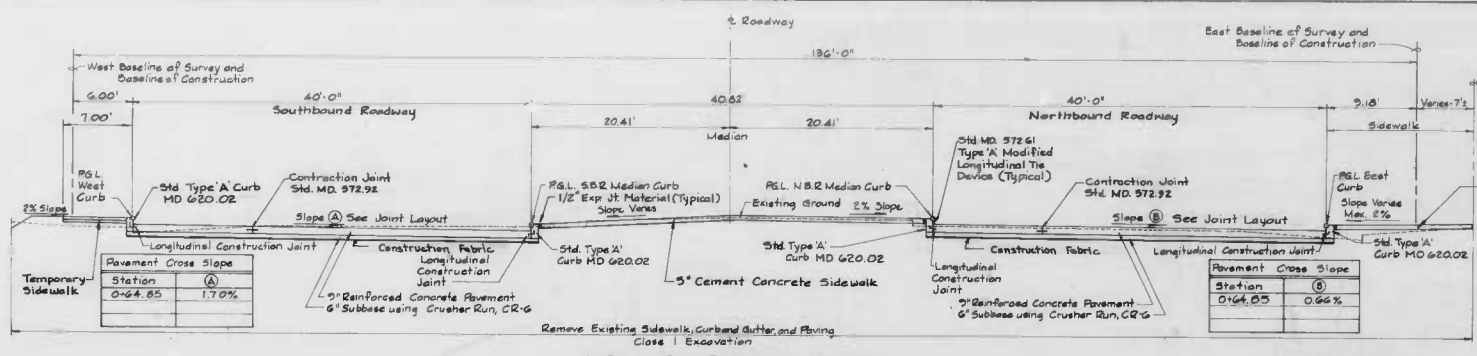 ℄ Roadway
East Baseline of Survey and
Baseline of Construction
136'-0"
West Baseline of Survey and
Baseline of Construction
6.00'
40'-0"
40.82
40'-0"
9.18'
Varies-7'±
Southbound Roadway
Northbound Roadway
7.00'
20.41'
20.41'
Sidewalk
Median
Std. MD. 572.61
Type 'A' Modified
Longitudinal Tie
Device (Typical)
P.G.L.
West
Curb
Std Type 'A' Curb
MD 620.02
Contraction Joint
Std. MD. 572.92
P.G.L. S.B.R. Median Curb
1/2" Exp. Jt. Material (Typical)
Slope Varies
P.G.L. N.B.R. Median Curb
Existing Ground
2% Slope
Contraction Joint
Std. MD. 572.92
P.G.L. East
Curb
Slope Varies
Max. 2%
2% Slope
Slope Ⓐ See Joint Layout
Slope Ⓑ See Joint Layout
Longitudinal Construction Joint
Construction Fabric
Longitudinal
Construction
Joint
Std. Type 'A'
Curb MD 620.02
Std. Type 'A'
Curb MD 620.02
Longitudinal
Construction
Joint
Construction Fabric
Longitudinal Construction Joint
Std. Type 'A'
Curb MD 620.02
Temporary
Sidewalk
Pavement Cross Slope
Station Ⓐ
0+64.85 1.70%
9" Reinforced Concrete Pavement
6" Subbase using Crusher Run, CR-6
5" Cement Concrete Sidewalk
9" Reinforced Concrete Pavement
6" Subbase using Crusher Run, CR-6
Pavement Cross Slope
Station Ⓑ
0+64.85 0.66%
Remove Existing Sidewalk, Curb and Gutter, and Paving
Class 1 Excavation